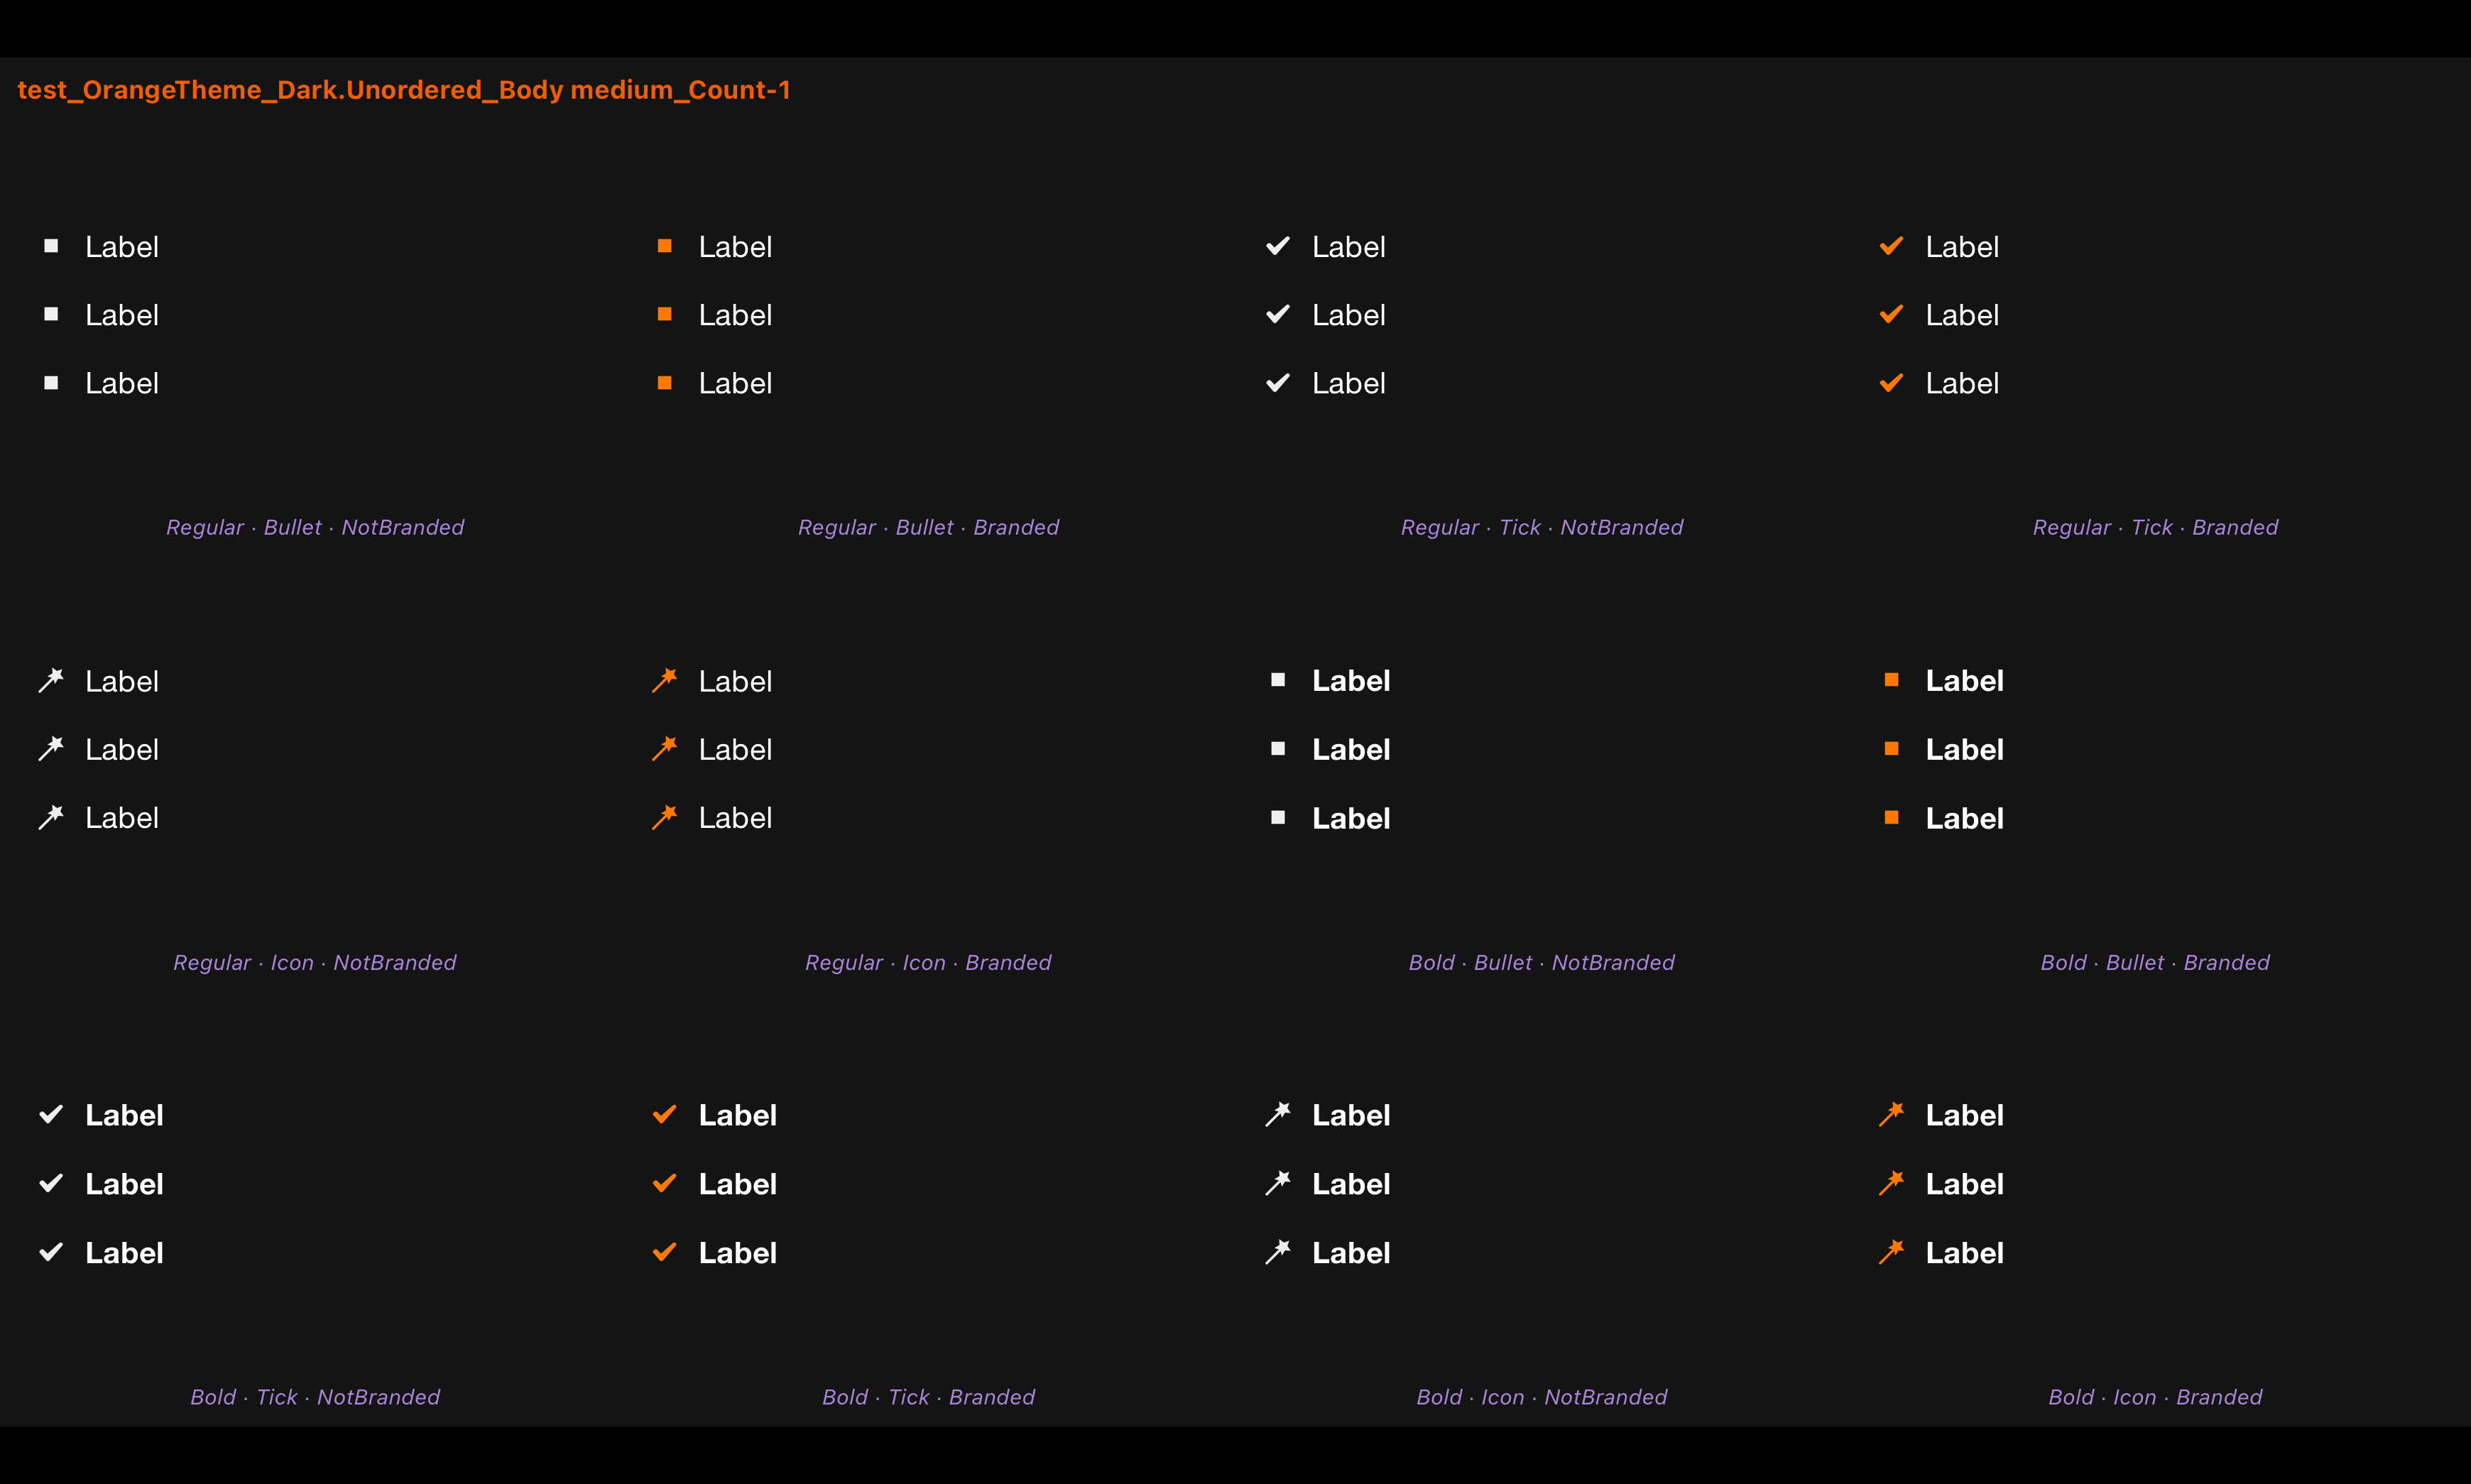 test_OrangeTheme_Dark.Unordered_Body medium_Count-1
Label Label Label Label
Label Label Label Label
Label Label Label Label
Regular · Bullet · NotBranded Regular · Bullet · Branded Regular · Tick · NotBranded Regular · Tick · Branded
Label Label Label Label
Label Label Label Label
Label Label Label Label
Regular · Icon · NotBranded Regular · Icon · Branded Bold · Bullet · NotBranded Bold · Bullet · Branded
Label Label Label Label
Label Label Label Label
Label Label Label Label
Bold · Tick · NotBranded Bold · Tick · Branded Bold · Icon · NotBranded Bold · Icon · Branded